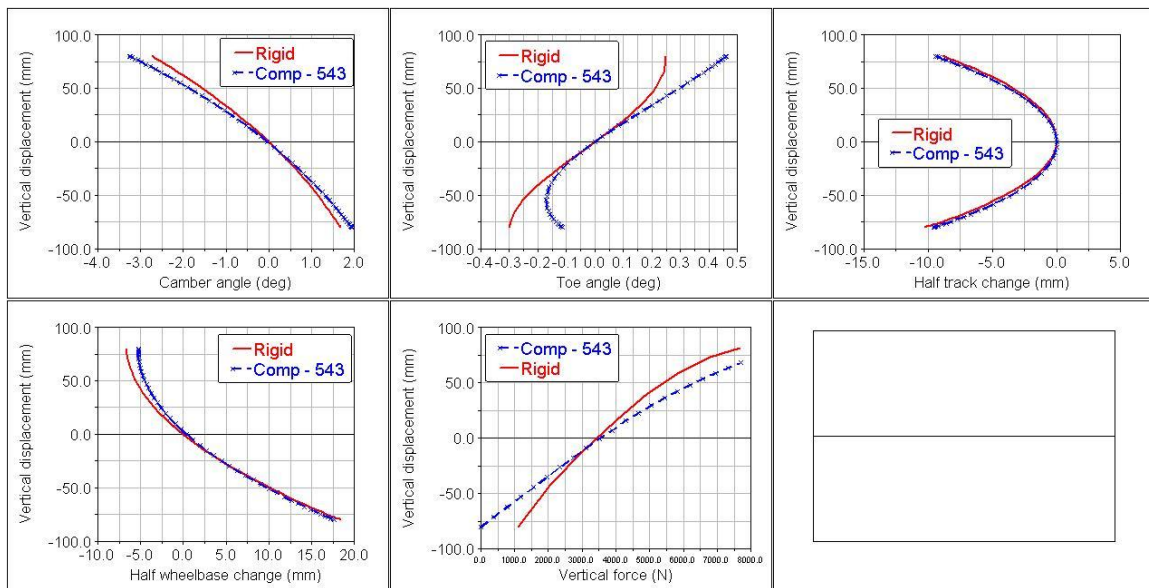 Vertical displacement (mm)
100.0
50.0
0.0
-50.0
-100.0
Rigid
Comp - 543
-4.0 -3.0 -2.0 -1.0 0.0 1.0 2.0
Camber angle (deg)
Vertical displacement (mm)
100.0
50.0
0.0
-50.0
-100.0
Rigid
Comp - 543
-0.4 -0.3 -0.2 -0.1 0.0 0.1 0.2 0.3 0.4 0.5
Toe angle (deg)
Vertical displacement (mm)
100.0
50.0
0.0
-50.0
-100.0
Rigid
Comp - 543
-15.0 -10.0 -5.0 0.0 5.0
Half track change (mm)
Vertical displacement (mm)
100.0
50.0
0.0
-50.0
-100.0
Rigid
Comp - 543
-10.0 -5.0 0.0 5.0 10.0 15.0 20.0
Half wheelbase change (mm)
Vertical displacement (mm)
100.0
50.0
0.0
-50.0
-100.0
Comp - 543
Rigid
0.0 1000.0 2000.0 3000.0 4000.0 5000.0 6000.0 7000.0 8000.0
Vertical force (N)